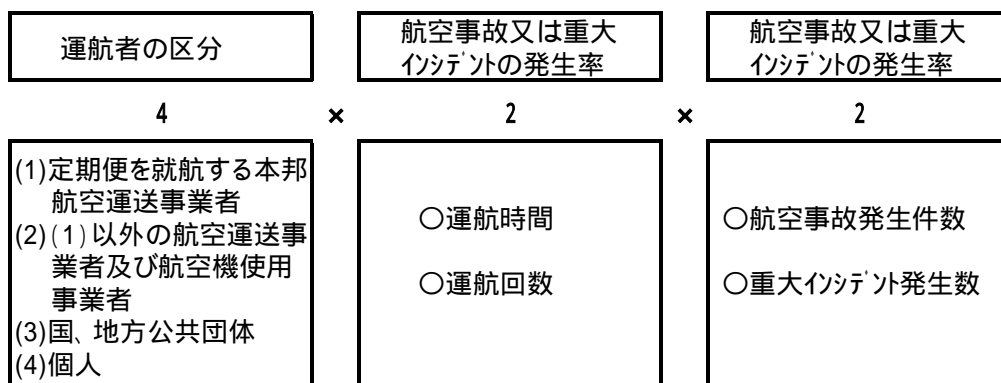 運航者の区分
航空事故又は重大
ｲﾝｼﾃﾞﾝﾄの発生率
航空事故又は重大
ｲﾝｼﾃﾞﾝﾄの発生率
4
×
2
×
2
(1)定期便を就航する本邦
航空運送事業者
(2)(1)以外の航空運送事
業者及び航空機使用
事業者
(3)国、地方公共団体
(4)個人
○運航時間
○運航回数
○航空事故発生件数
○重大ｲﾝｼﾃﾞﾝﾄ発生数